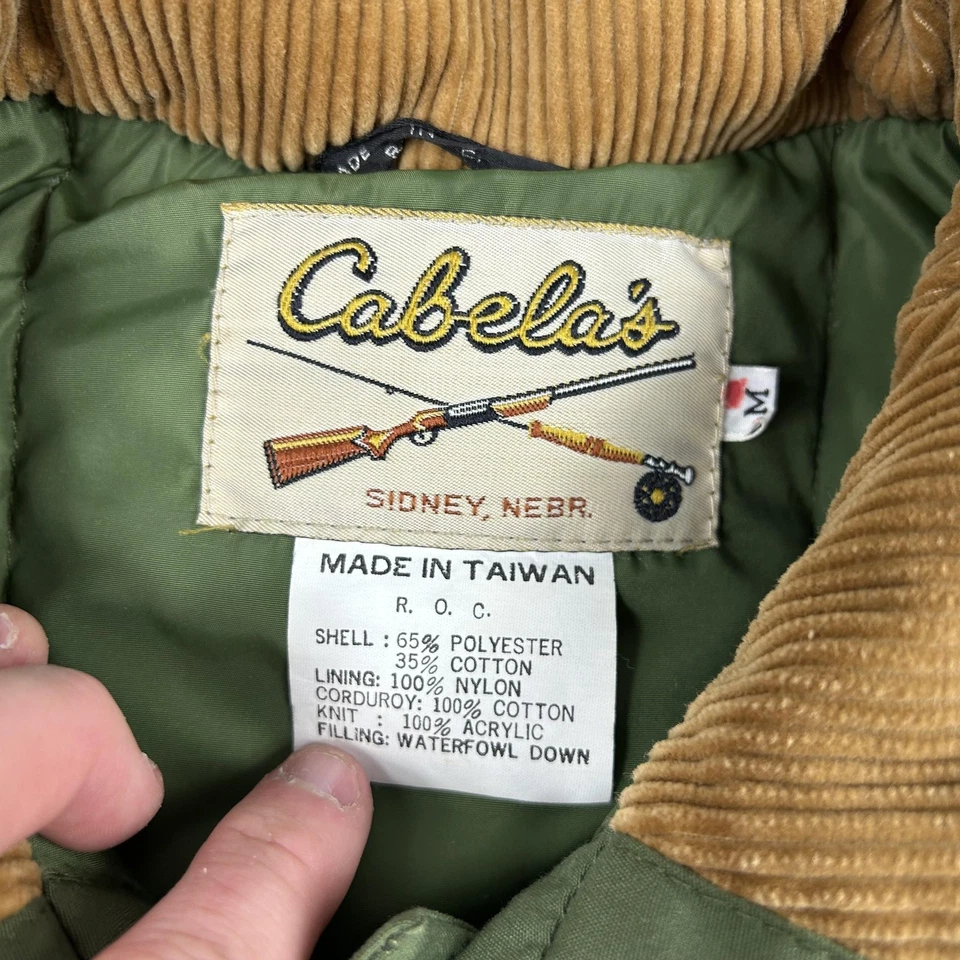 Cabela's
SIDNEY, NEBR.
M
MADE IN TAIWAN
R. O. C.
SHELL : 65% POLYESTER
35% COTTON
LINING: 100% NYLON
CORDUROY: 100% COTTON
KNIT : 100% ACRYLIC
FILLING: WATERFOWL DOWN